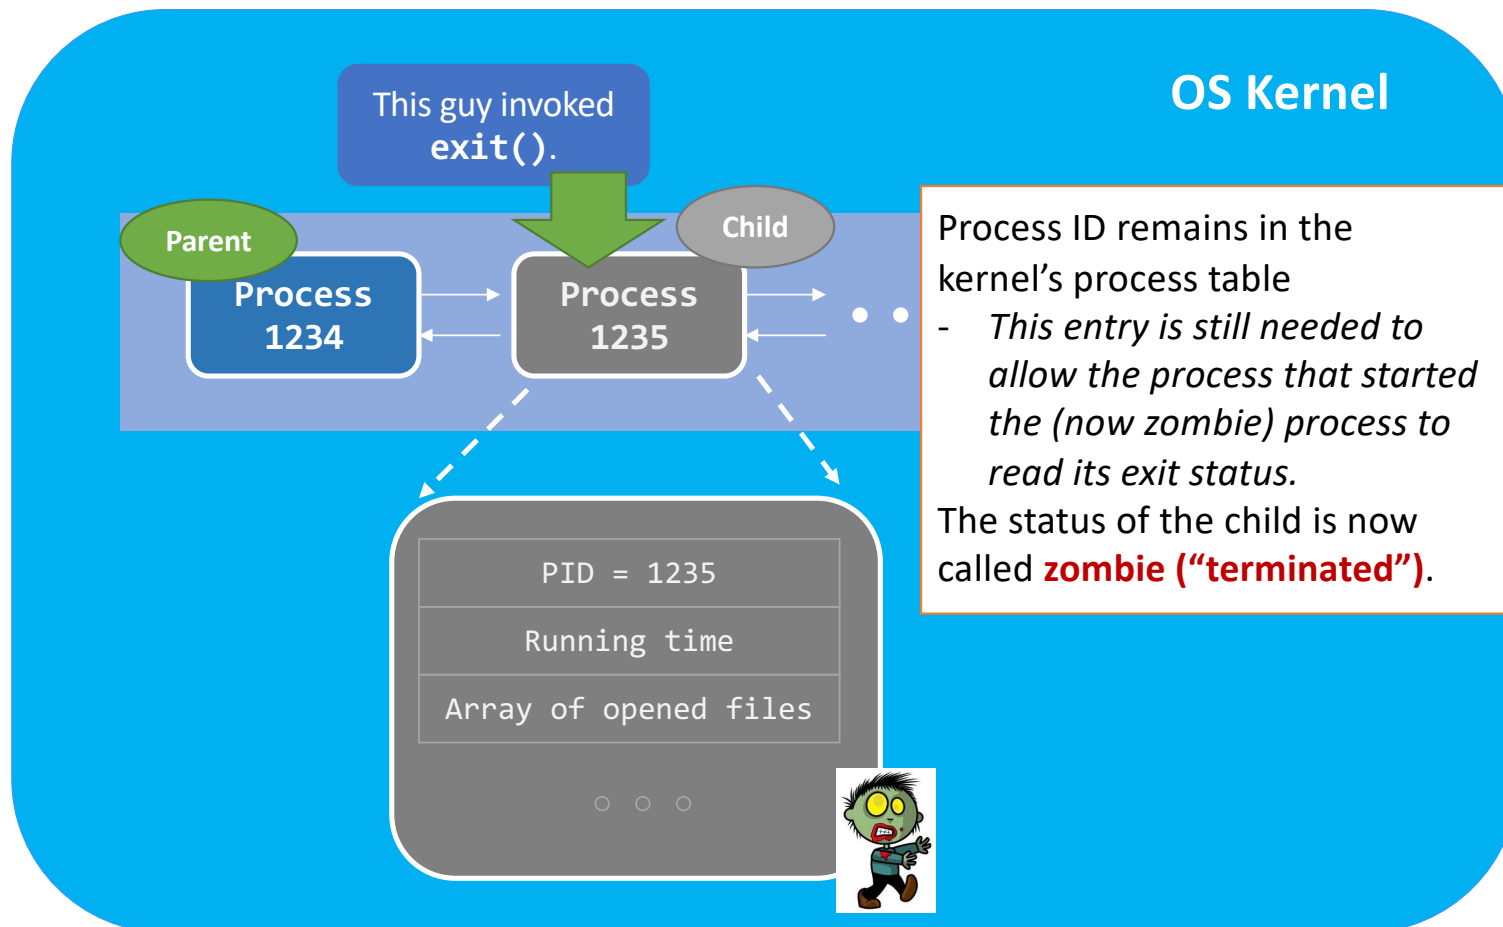 OS Kernel
This guy invoked
exit().
Parent
Child
Process
1234
Process
1235
Process ID remains in the
kernel’s process table
- This entry is still needed to
allow the process that started
the (now zombie) process to
read its exit status.
The status of the child is now
called zombie (“terminated”).
PID = 1235
Running time
Array of opened files